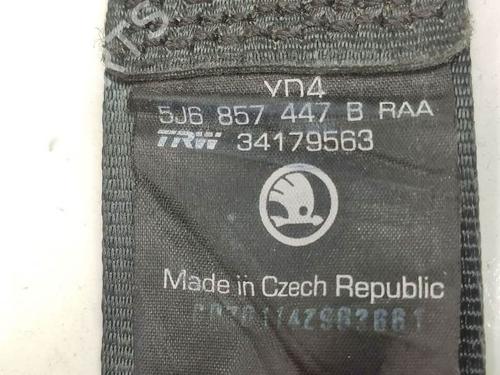 YD4
5J6 857 447 B RAA
TRW 34179563
Made in Czech Republic